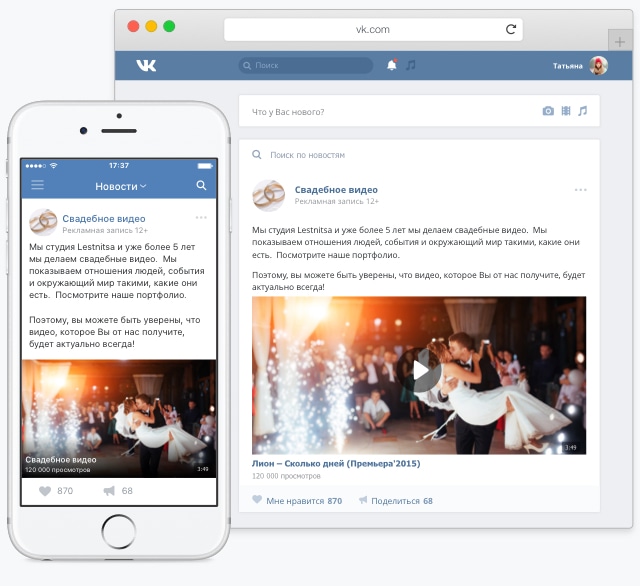 vk.com
Поиск
Татьяна
Что у Вас нового?
Поиск по новостям
Свадебное видео
Рекламная запись 12+
Мы студия Lestnitsa и уже более 5 лет мы делаем свадебные видео. Мы
показываем отношения людей, события и окружающий мир такими, какие они
есть. Посмотрите наше портфолио.
Поэтому, вы можете быть уверены, что видео, которое Вы от нас получите, будет
актуально всегда!
3:49
Лион – Сколько дней (Премьера'2015)
120 000 просмотров
Мне нравится 870
Поделиться 68
17:37
Новости
Свадебное видео
Рекламная запись 12+
Мы студия Lestnitsa и уже более 5 лет
мы делаем свадебные видео. Мы
показываем отношения людей, события
и окружающий мир такими, какие они
есть. Посмотрите наше портфолио.
Поэтому, вы можете быть уверены, что
видео, которое Вы от нас получите,
будет актуально всегда!
Свадебное видео
120 000 просмотров
3:49
870
68